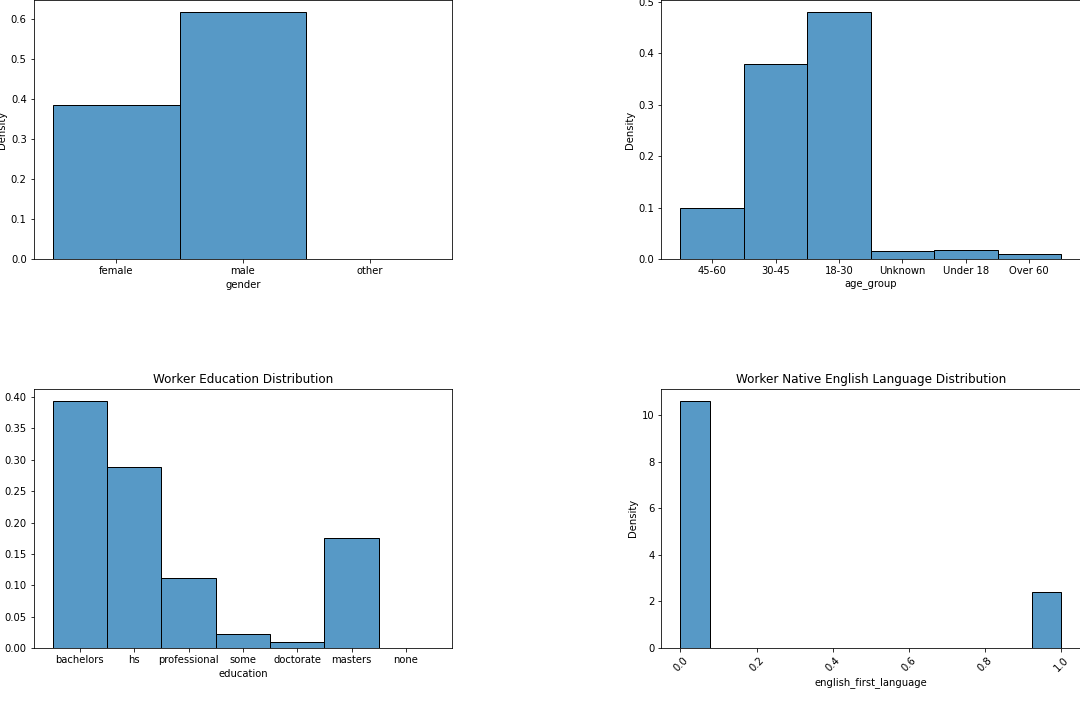 0.6
0.5
0.4
0.3
0.2
0.1
0.0
Density
female male other
gender
0.5
0.4
0.3
0.2
0.1
0.0
Density
45-60 30-45 18-30 Unknown Under 18 Over 60
age_group
Worker Education Distribution
0.40
0.35
0.30
0.25
0.20
0.15
0.10
0.05
0.00
bachelors hs professional some doctorate masters none
education
Worker Native English Language Distribution
10
8
6
4
2
0
Density
0.0 0.2 0.4 0.6 0.8 1.0
english_first_language